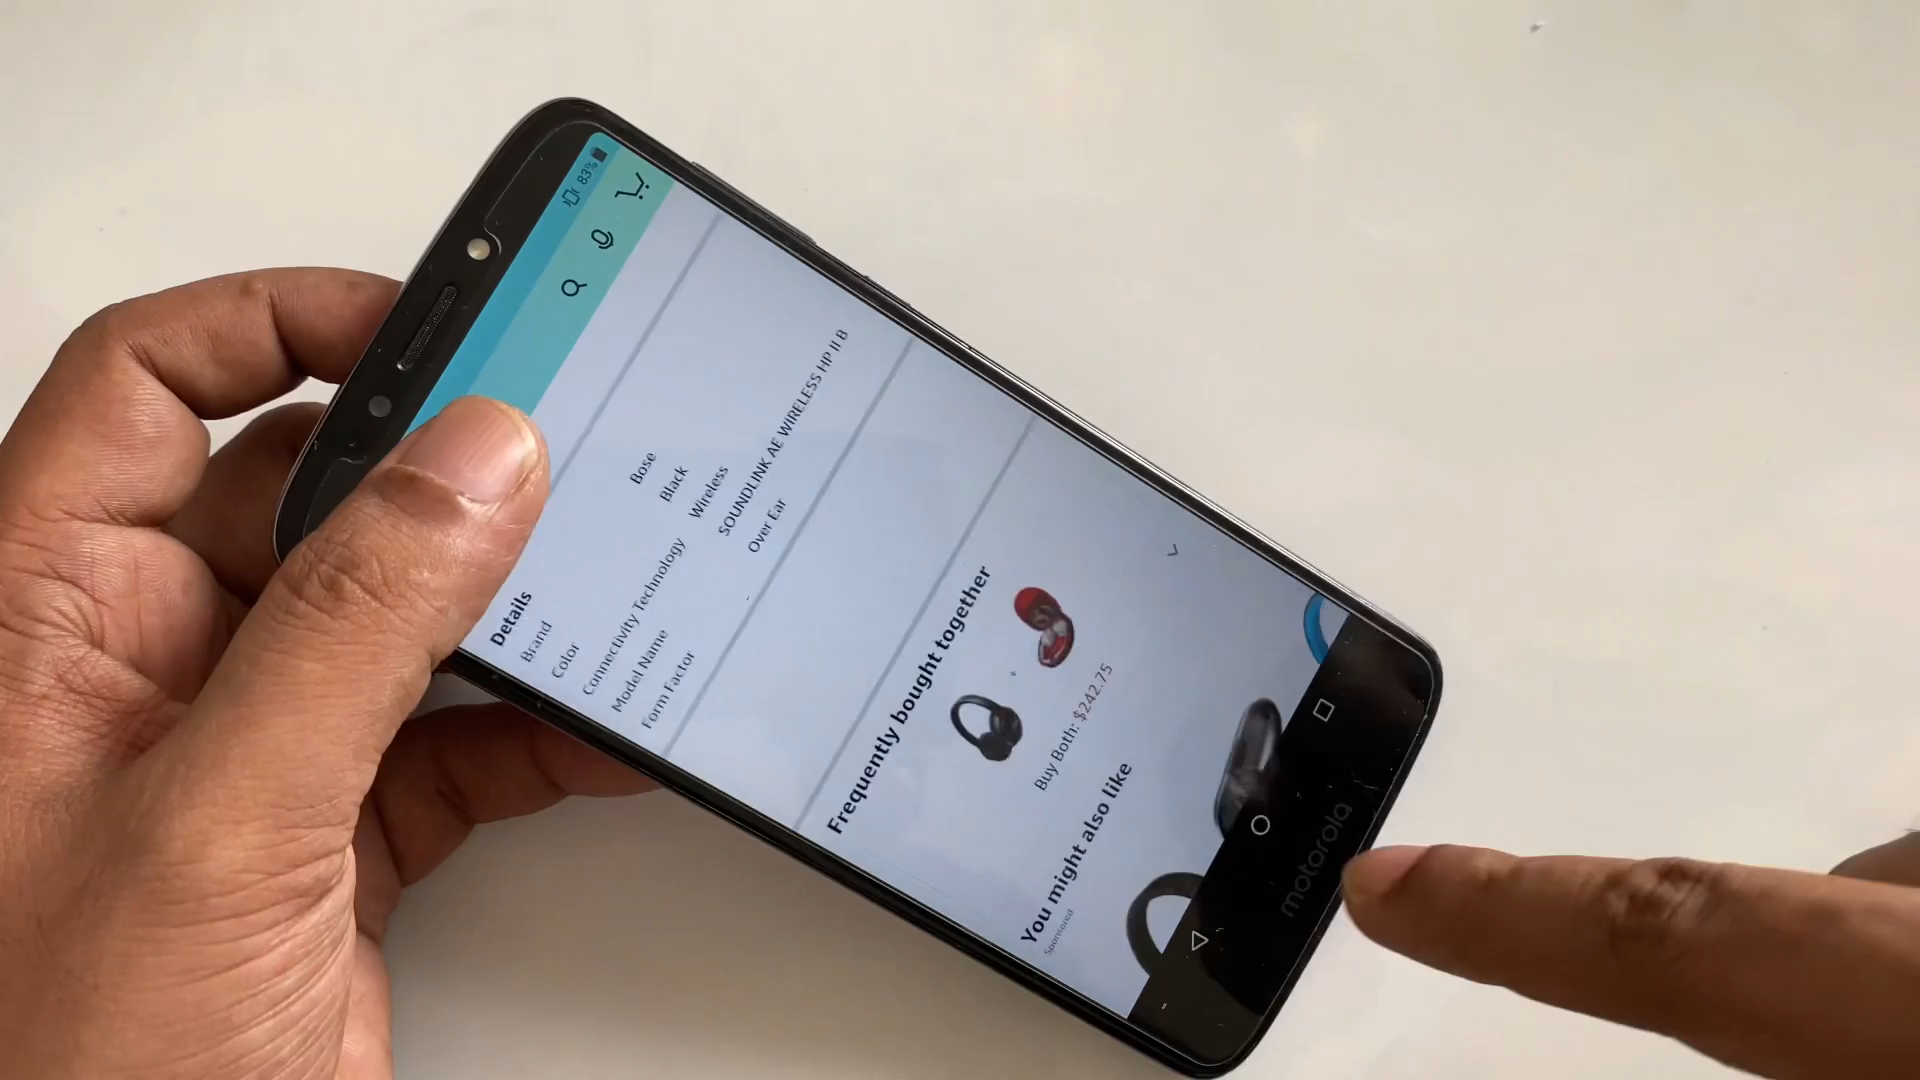 83%
Details
Brand Bose
Color Black
Connectivity Technology Wireless
Model Name SOUNDLINK AE WIRELESS HP II B
Form Factor Over Ear
Frequently bought together
+
Buy Both: $242.75
You might also like
Sponsored
motorola